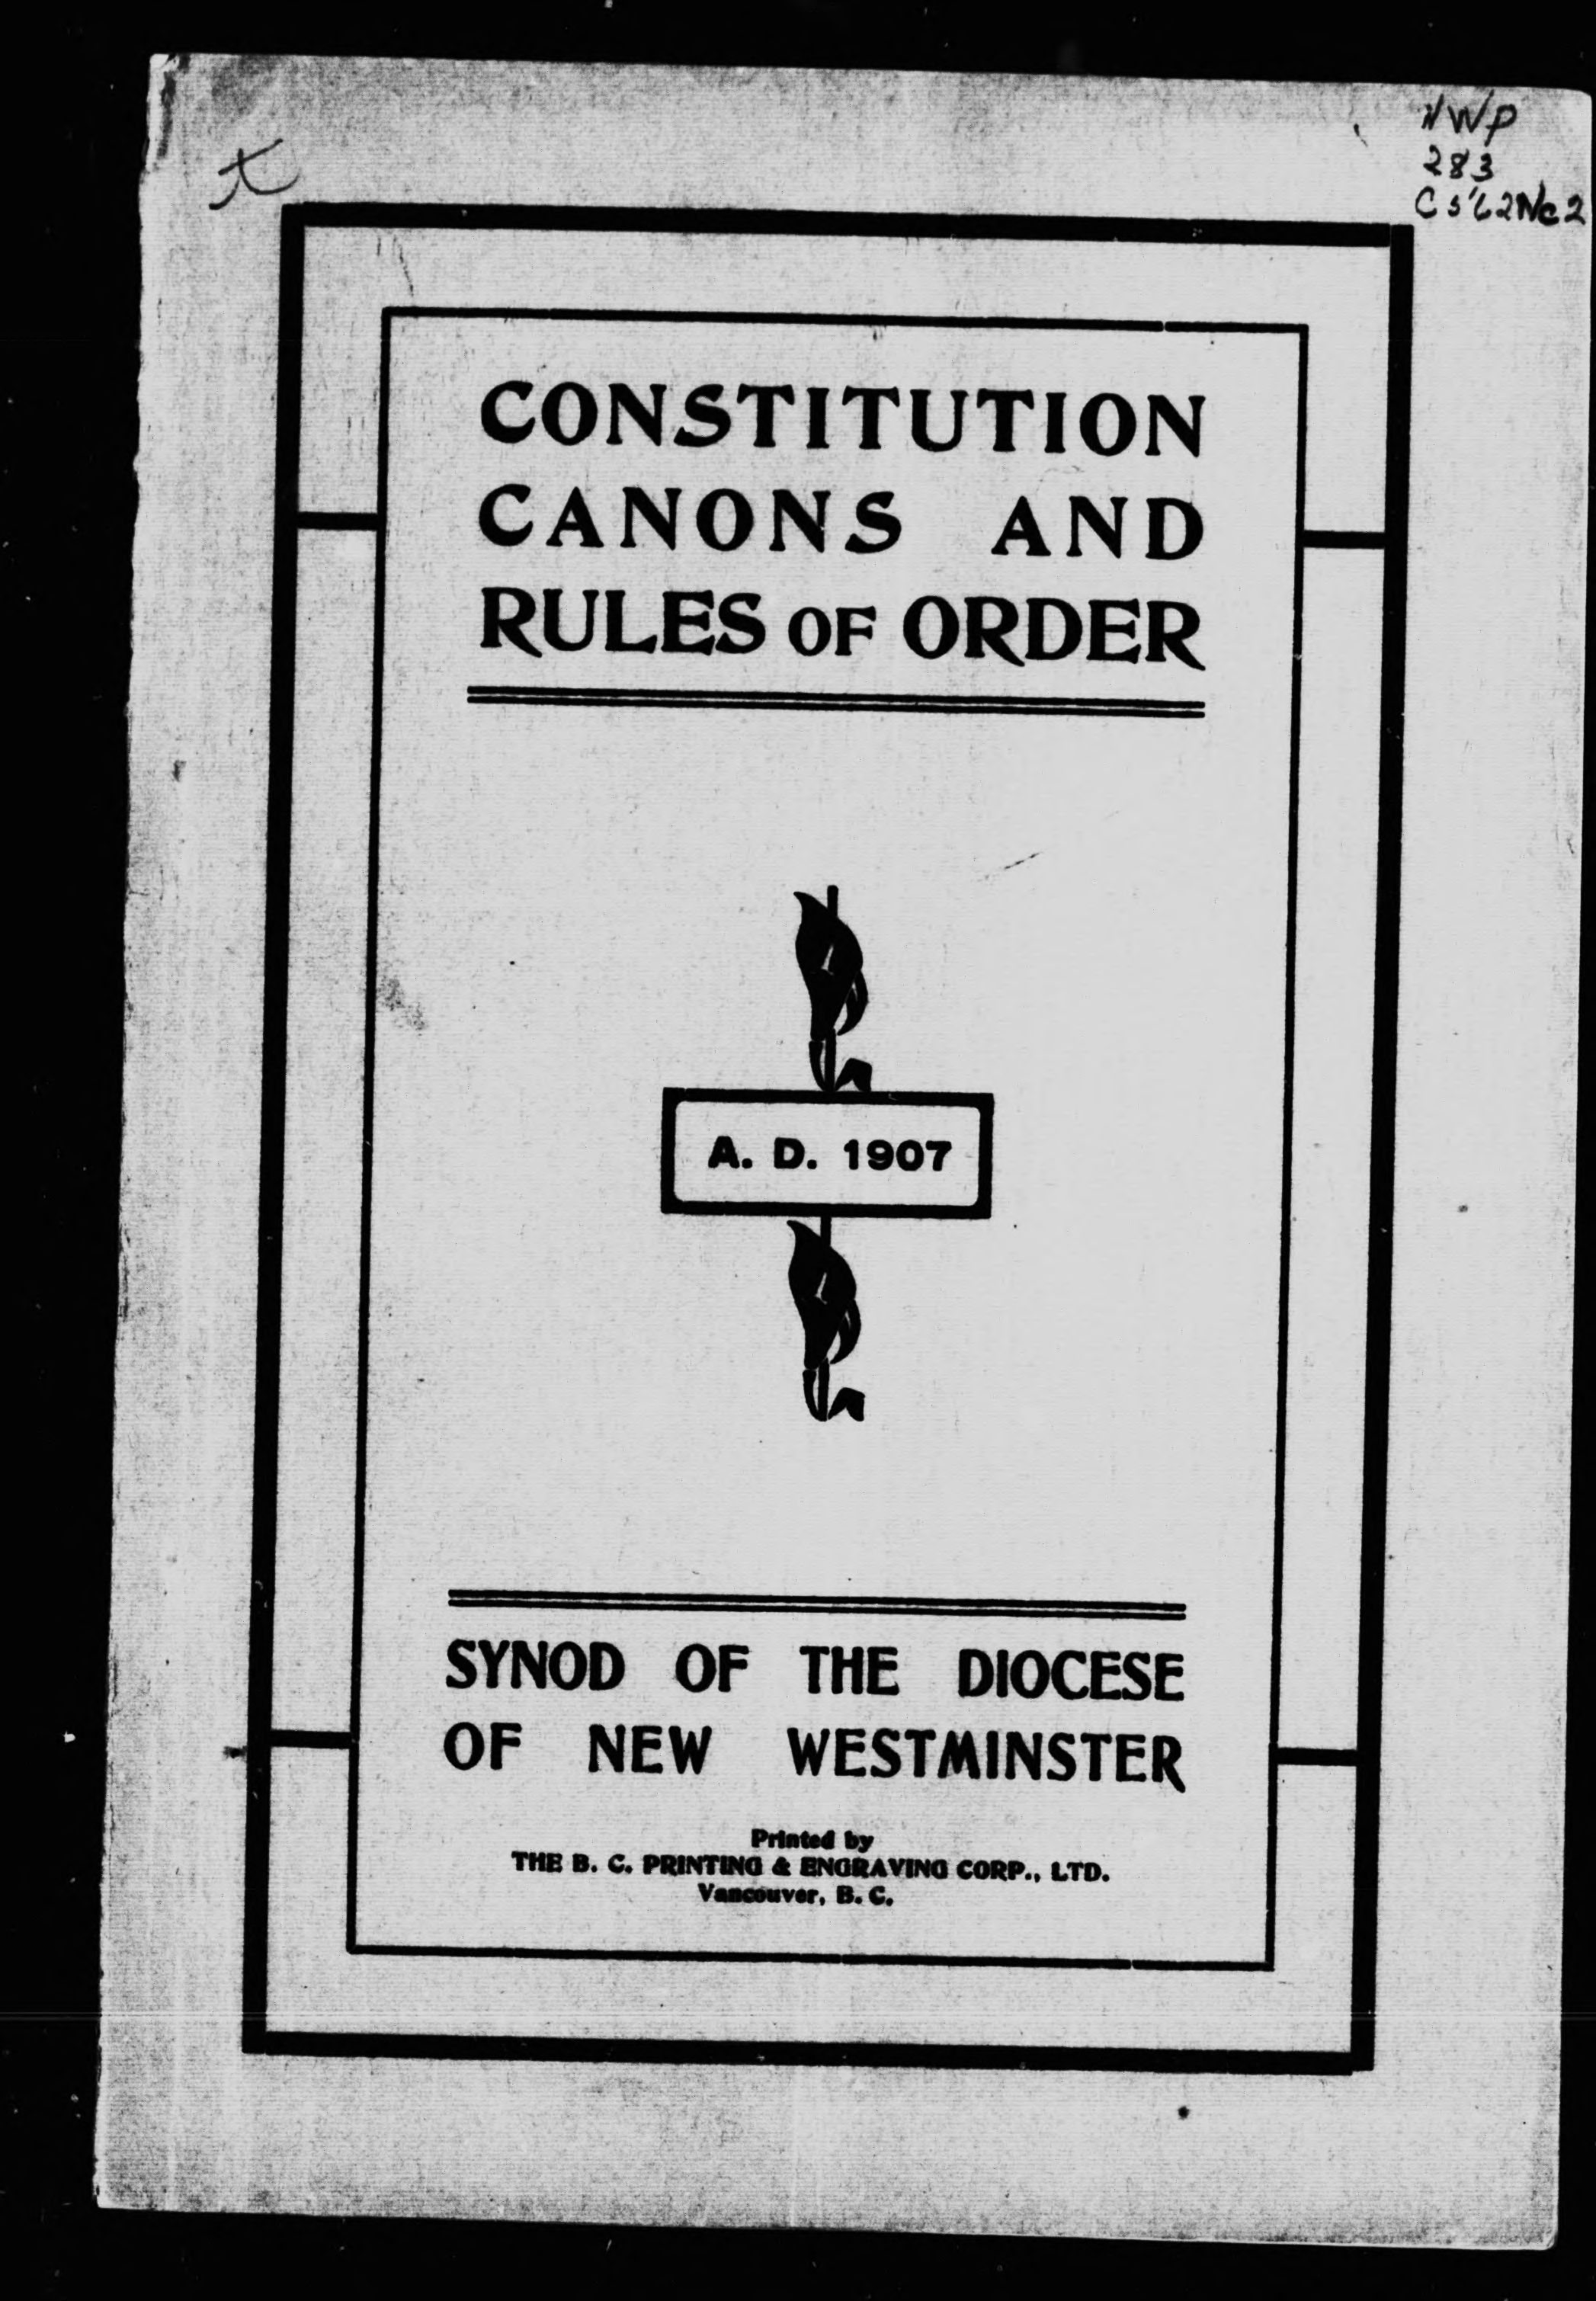 NWP
283
CONSTITUTION
CANONS AND
RULES OF ORDER
A. D. 1907
SYNOD OF THE DIOCESE
OF NEW WESTMINSTER
Printed by
THE B. C. PRINTING & ENGRAVING CORP., LTD.
Vancouver, B. C.